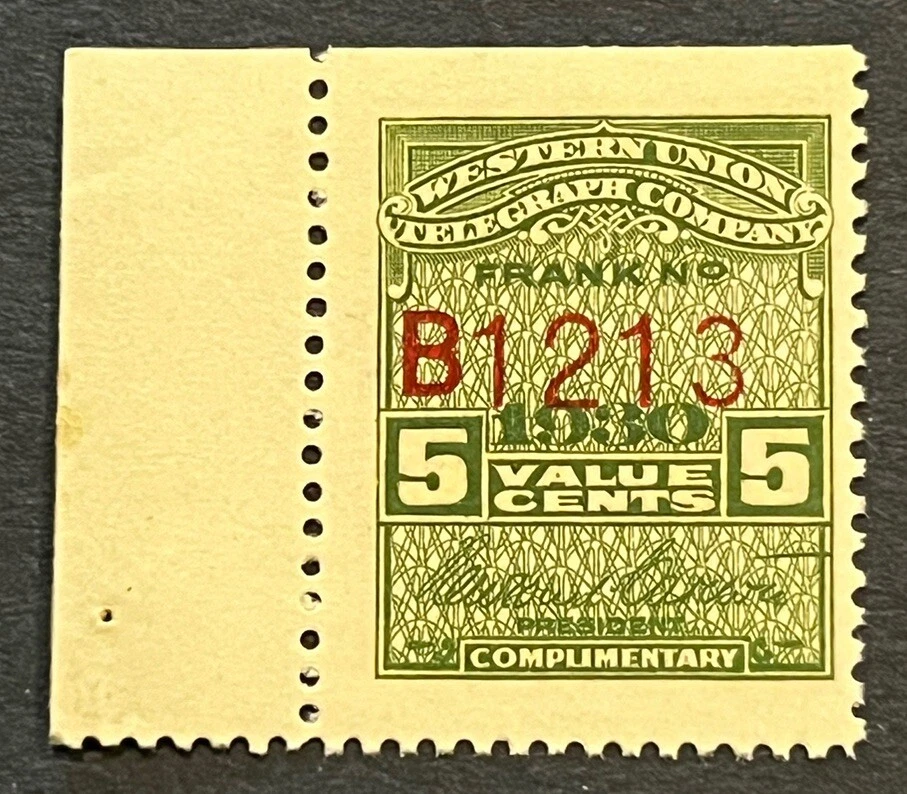 WESTERN UNION
TELEGRAPH COMPANY
FRANK No
B1213
1930
5 VALUE CENTS 5
PRESIDENT
COMPLIMENTARY